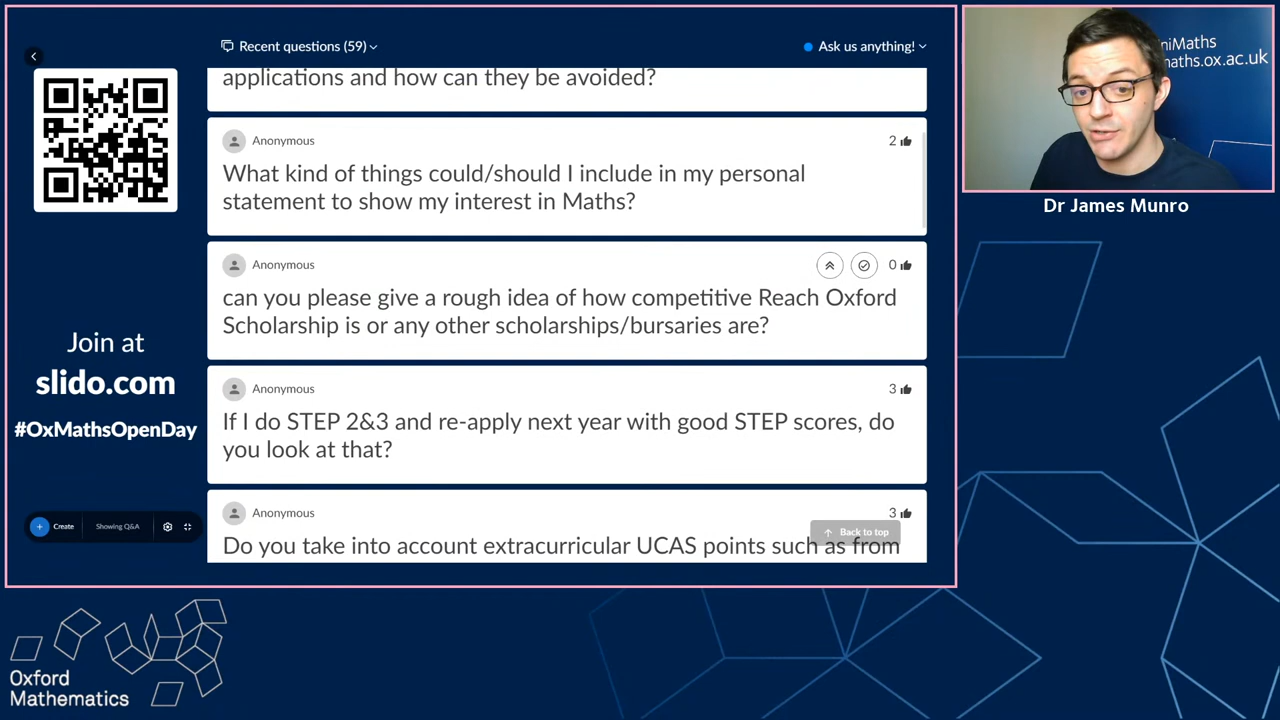 Recent questions (59)
Ask us anything!
applications and how can they be avoided?
Anonymous
2
What kind of things could/should I include in my personal
statement to show my interest in Maths?
Anonymous
0
can you please give a rough idea of how competitive Reach Oxford
Scholarship is or any other scholarships/bursaries are?
Anonymous
3
If I do STEP 2&3 and re-apply next year with good STEP scores, do
you look at that?
Anonymous
3
Back to top
Do you take into account extracurricular UCAS points such as from
Join at
slido.com
#OxMathsOpenDay
Create
Showing Q&A
niMaths
maths.ox.ac.uk
Dr James Munro
Oxford
Mathematics